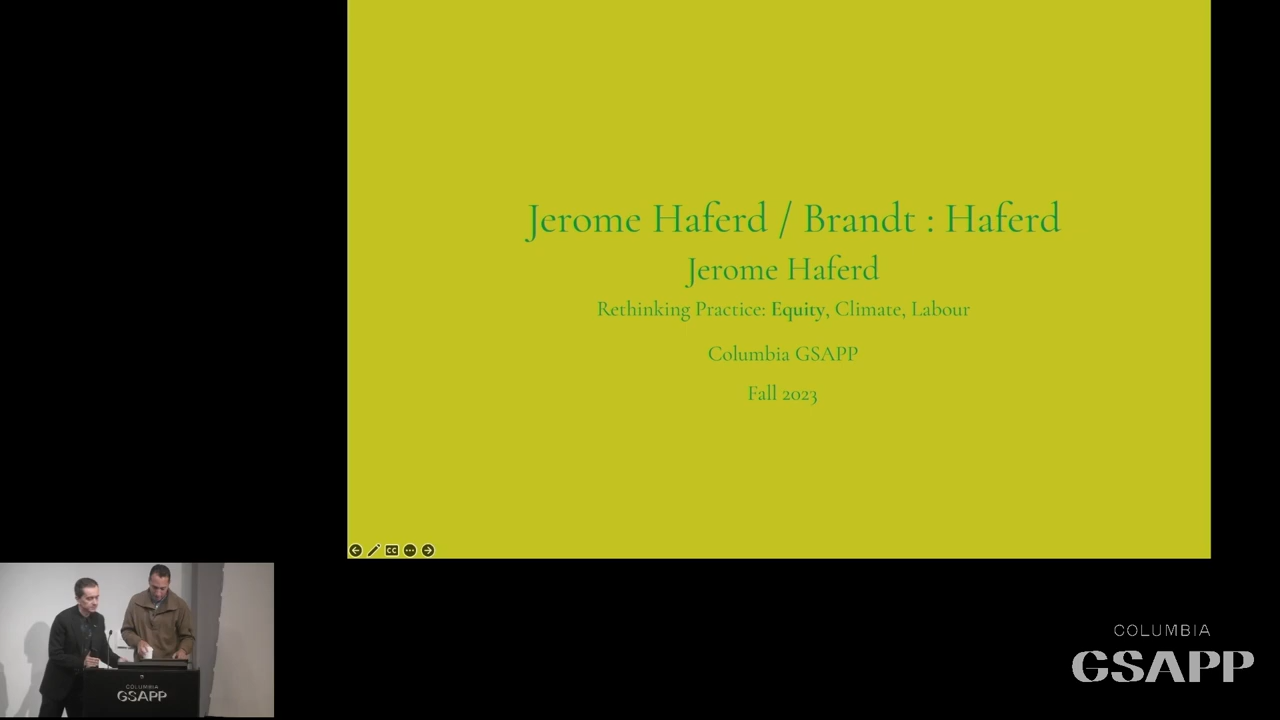 Jerome Haferd / Brandt : Haferd
Jerome Haferd
Rethinking Practice: Equity, Climate, Labour
Columbia GSAPP
Fall 2023
CC
COLUMBIA
GSAPP
COLUMBIA
GSAPP